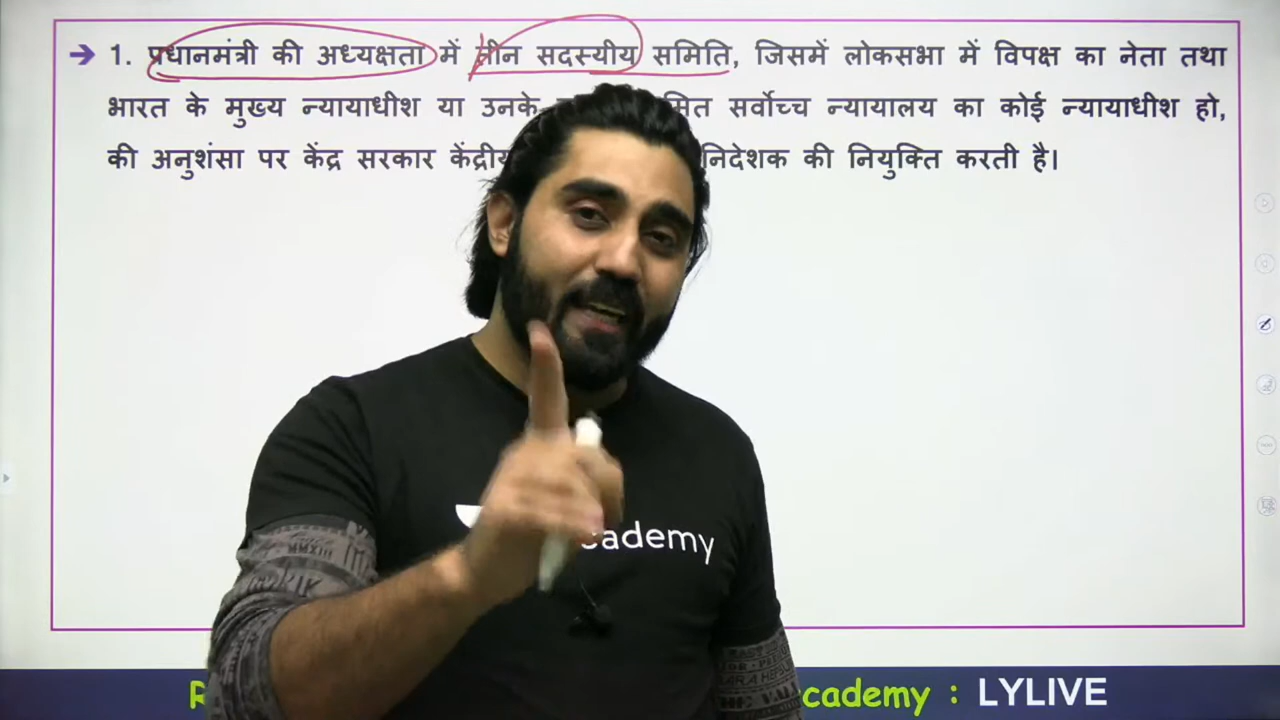 1. प्रधानमंत्री की अध्यक्षता में तीन सदस्यीय समिति, जिसमें लोकसभा में विपक्ष का नेता तथा
भारत के मुख्य न्यायाधीश या उनके सर्वोच्च न्यायालय का कोई न्यायाधीश हो,
की अनुशंसा पर केंद्र सरकार केंद्रीय निदेशक की नियुक्ति करती है।
cademy
cademy : LYLIVE